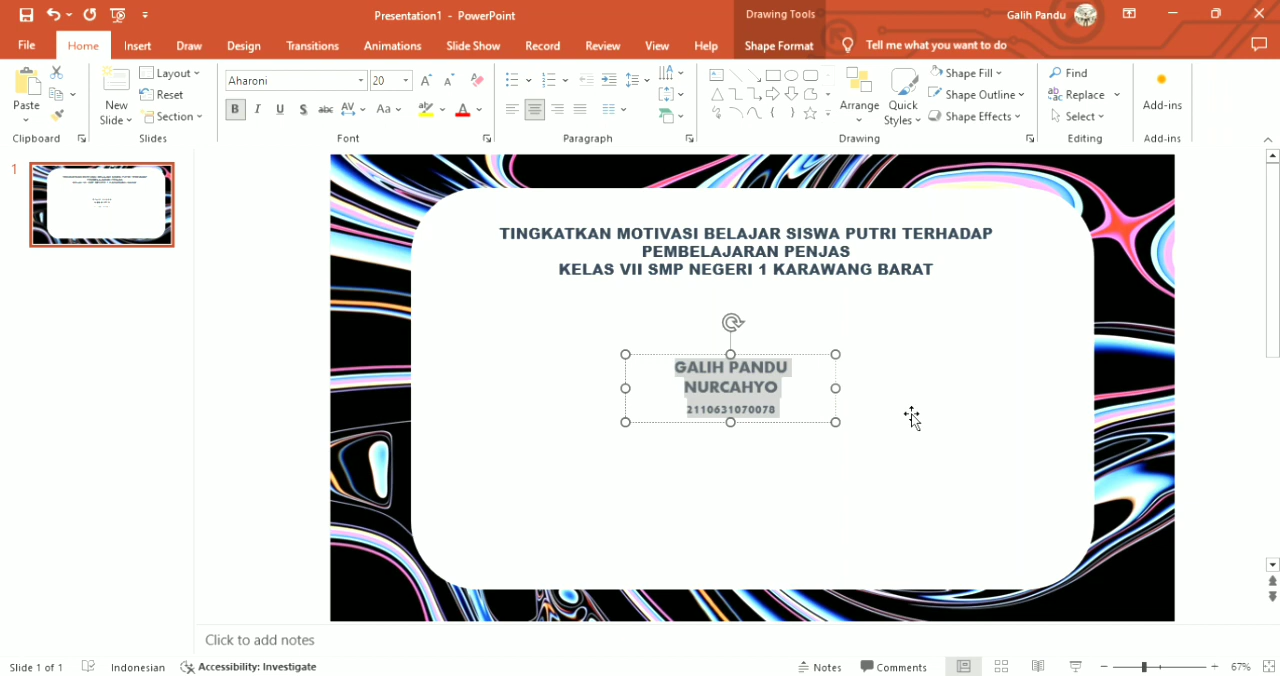 Presentation1 - PowerPoint
Drawing Tools
Galih Pandu
File Home Insert Draw Design Transitions Animations Slide Show Record Review View Help Shape Format Tell me what you want to do
Paste
Clipboard
New
Slide
Layout
Reset
Section
Slides
Aharoni 20
B I U S abc AV Aa A
Font
Paragraph
Arrange
Quick
Styles
Shape Fill
Shape Outline
Shape Effects
Drawing
Find
Replace
Select
Editing
Add-ins
Add-ins
1
TINGKATKAN MOTIVASI BELAJAR SISWA PUTRI TERHADAP
PEMBELAJARAN PENJAS
KELAS VII SMP NEGERI 1 KARAWANG BARAT
GALIH PANDU
NURCAHYO
2110631070078
Click to add notes
Slide 1 of 1 Indonesian Accessibility: Investigate Notes Comments 67%